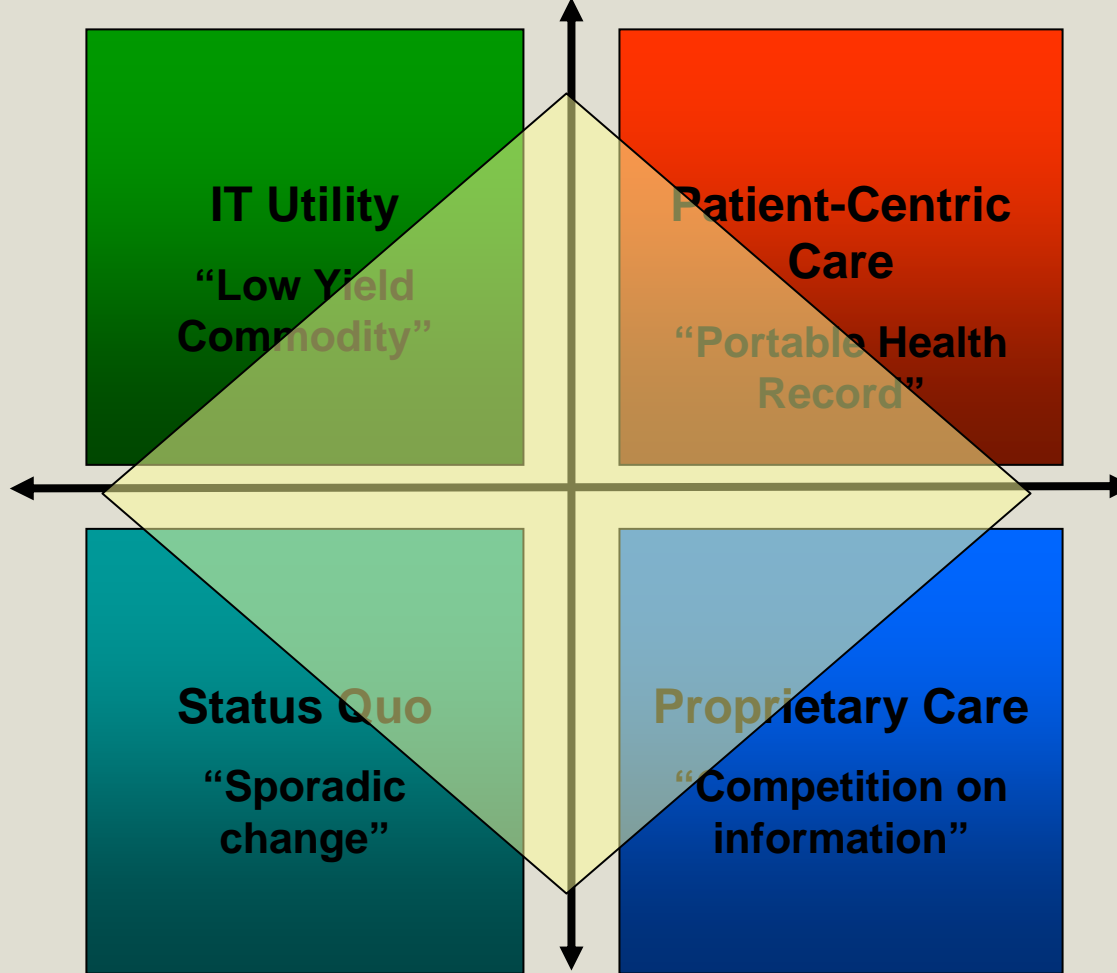 IT Utility
“Low Yield
Commodity”
Patient-Centric
Care
“Portable Health
Record”
Status Quo
“Sporadic
change”
Proprietary Care
“Competition on
information”